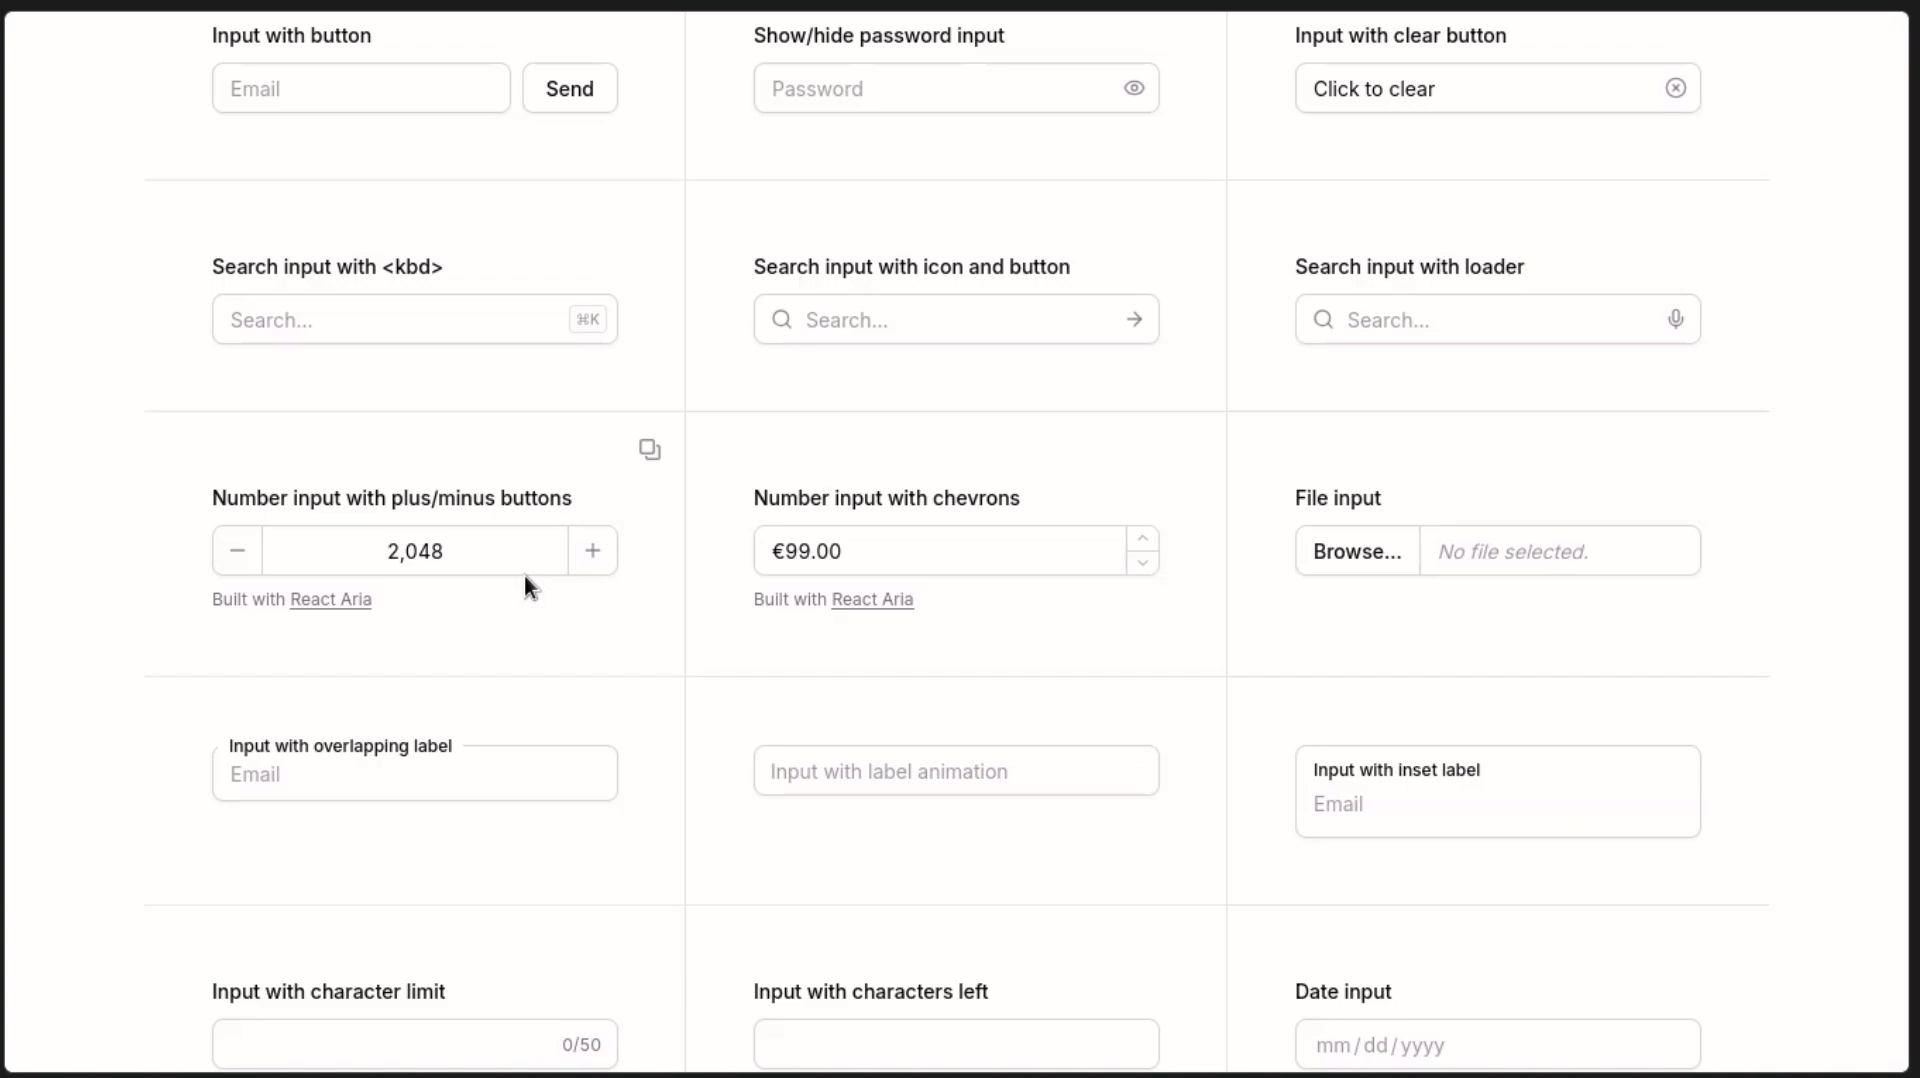 Input with button
Email
Send
Show/hide password input
Password
Input with clear button
Click to clear
Search input with <kbd>
Search...
⌘K
Search input with icon and button
Search...
Search input with loader
Search...
Number input with plus/minus buttons
2,048
Built with React Aria
Number input with chevrons
€99.00
Built with React Aria
File input
Browse...
No file selected.
Input with overlapping label
Email
Input with label animation
Input with inset label
Email
Input with character limit
0/50
Input with characters left
Date input
mm/dd/yyyy